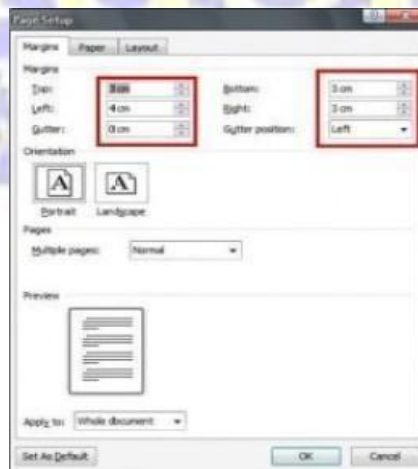 Page Setup
Margins Paper Layout
Margins
Top: 3 cm Bottom: 3 cm
Left: 4 cm Right: 3 cm
Gutter: 0 cm Gutter position: Left
Orientation
A A
Portrait Landscape
Pages
Multiple pages: Normal
Preview
Apply to: Whole document
Set As Default OK Cancel